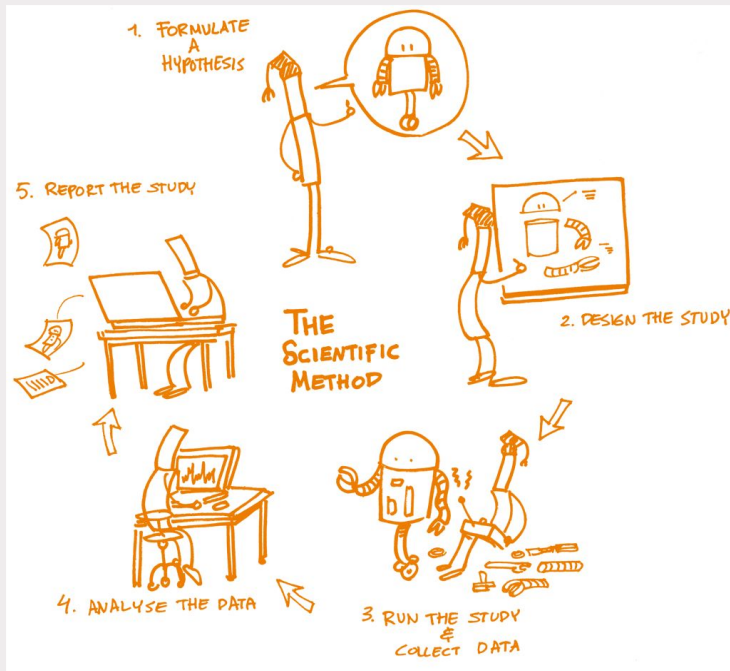 1. FORMULATE
A
HYPOTHESIS
2. DESIGN THE STUDY
3. RUN THE STUDY
&
COLLECT DATA
4. ANALYSE THE DATA
5. REPORT THE STUDY
THE
SCIENTIFIC
METHOD